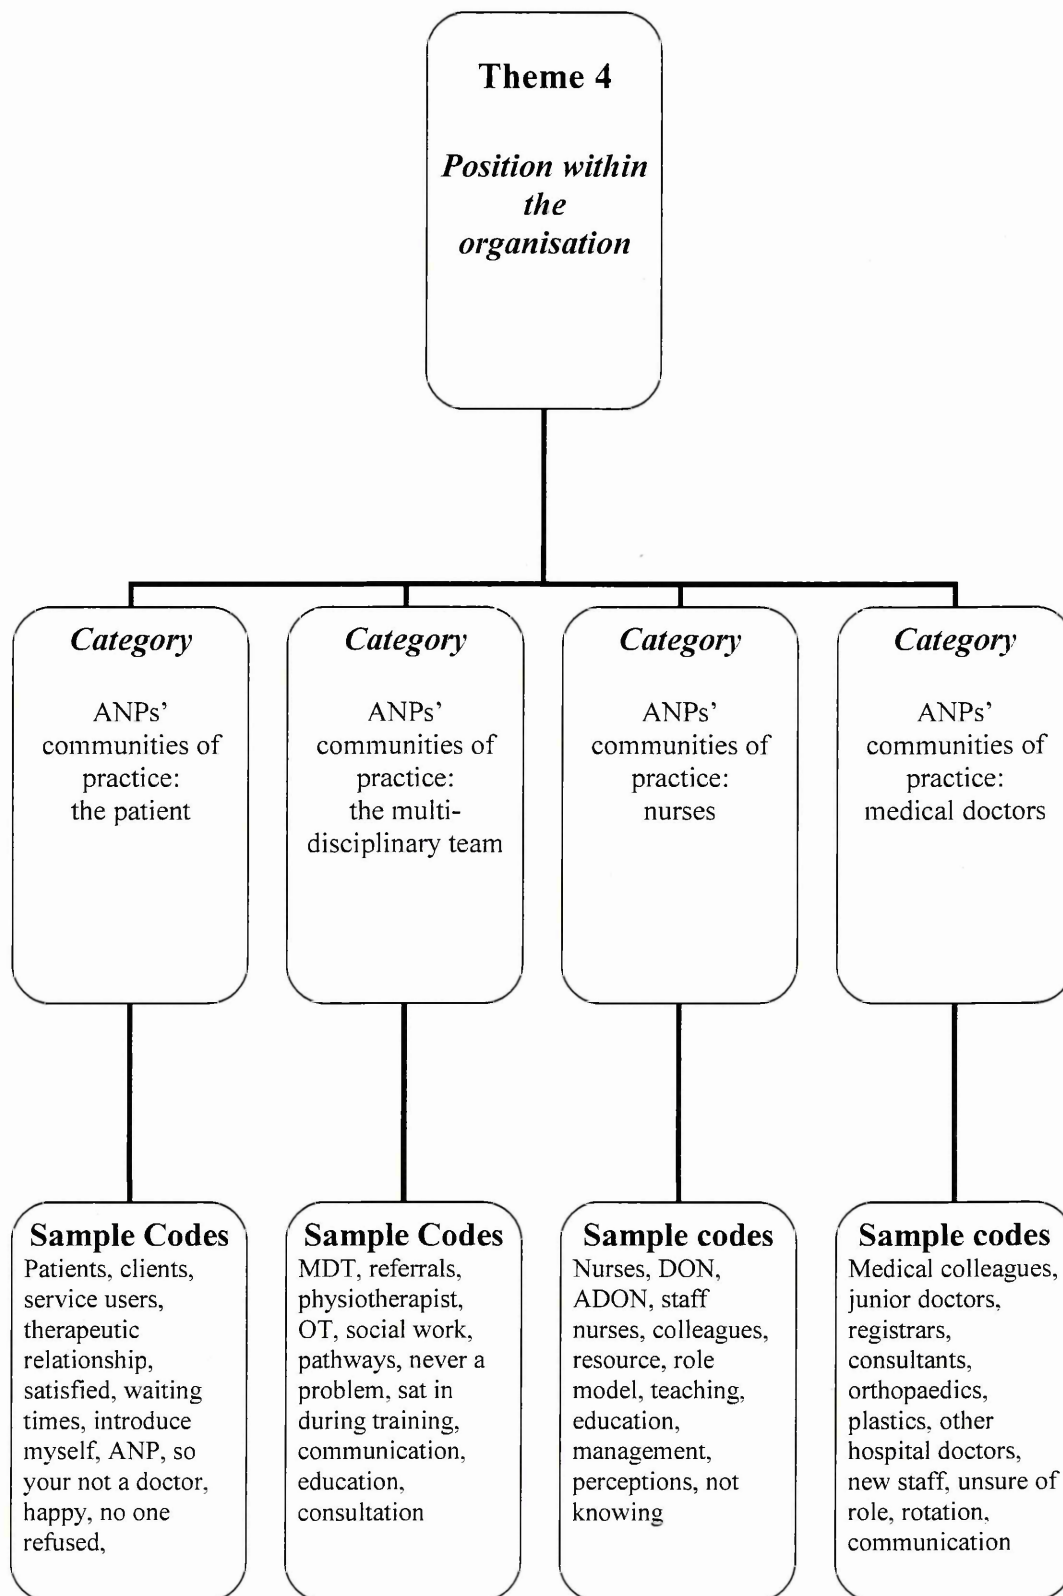 Theme 4
Position within
the
organisation
Category
ANPs'
communities of
practice:
the patient
Category
ANPs'
communities of
practice:
the multi-
disciplinary team
Category
ANPs'
communities of
practice:
nurses
Category
ANPs'
communities of
practice:
medical doctors
Sample Codes
Patients, clients,
service users,
therapeutic
relationship,
satisfied, waiting
times, introduce
myself, ANP, so
your not a doctor,
happy, no one
refused,
Sample Codes
MDT, referrals,
physiotherapist,
OT, social work,
pathways, never a
problem, sat in
during training,
communication,
education,
consultation
Sample codes
Nurses, DON,
ADON, staff
nurses, colleagues,
resource, role
model, teaching,
education,
management,
perceptions, not
knowing
Sample codes
Medical colleagues,
junior doctors,
registrars,
consultants,
orthopaedics,
plastics, other
hospital doctors,
new staff, unsure of
role, rotation,
communication